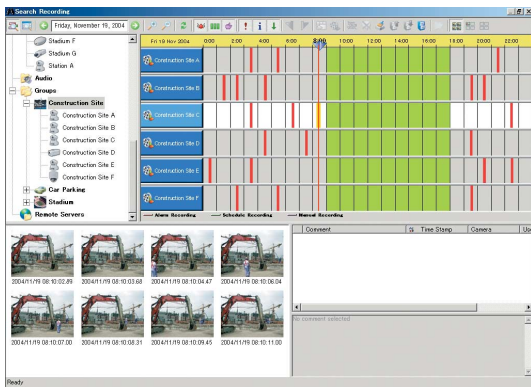 Search Recording
Friday, November 19, 2004
Stadium F
Stadium G
Station A
Audio
Groups
Construction Site
Construction Site A
Construction Site B
Construction Site C
Construction Site D
Construction Site E
Construction Site F
Car Parking
Stadium
Remote Servers
Fri 19 Nov 2004 0:00 2:00 4:00 6:00 8:00 10:00 12:00 14:00 16:00 18:00 20:00 22:00
Construction Site A
Construction Site B
Construction Site C
Construction Site D
Construction Site E
Construction Site F
Alarm Recording Schedule Recording Manual Recording
2004/11/19 08:10:02.89 2004/11/19 08:10:03.68 2004/11/19 08:10:04.47 2004/11/19 08:10:06.04
2004/11/19 08:10:07.00 2004/11/19 08:10:08.31 2004/11/19 08:10:09.45 2004/11/19 08:10:11.00
Comment Time Stamp Camera Use
No comment selected
Ready